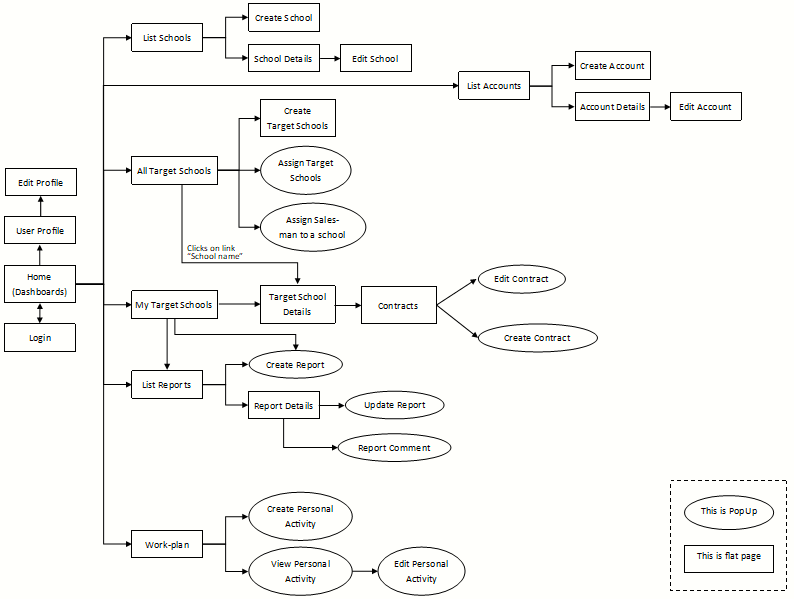 Create School
List Schools
School Details
Edit School
List Accounts
Create Account
Account Details
Edit Account
Create
Target Schools
All Target Schools
Assign Target
Schools
Assign Sales-
man to a school
Clicks on link
"School name"
Edit Profile
User Profile
Home
(Dashboards)
Login
My Target Schools
Target School
Details
Contracts
Edit Contract
Create Contract
Create Report
List Reports
Report Details
Update Report
Report Comment
Create Personal
Activity
Work-plan
View Personal
Activity
Edit Personal
Activity
This is PopUp
This is flat page